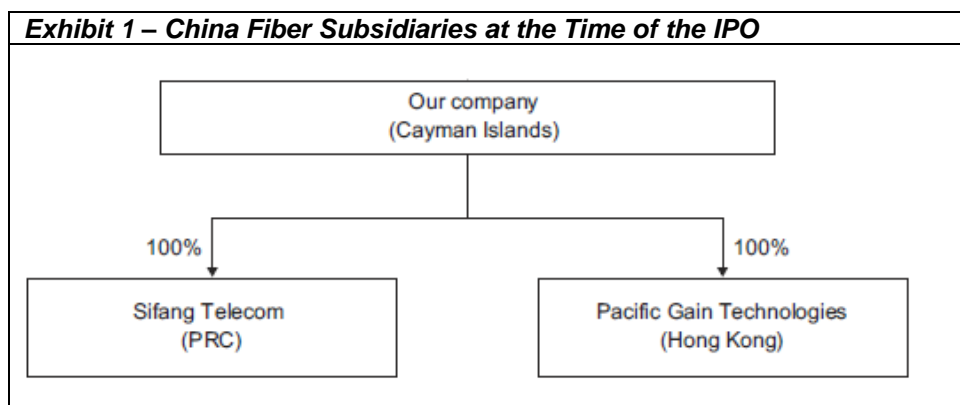 Exhibit 1 – China Fiber Subsidiaries at the Time of the IPO
Our company
(Cayman Islands)
100%
100%
Sifang Telecom
(PRC)
Pacific Gain Technologies
(Hong Kong)